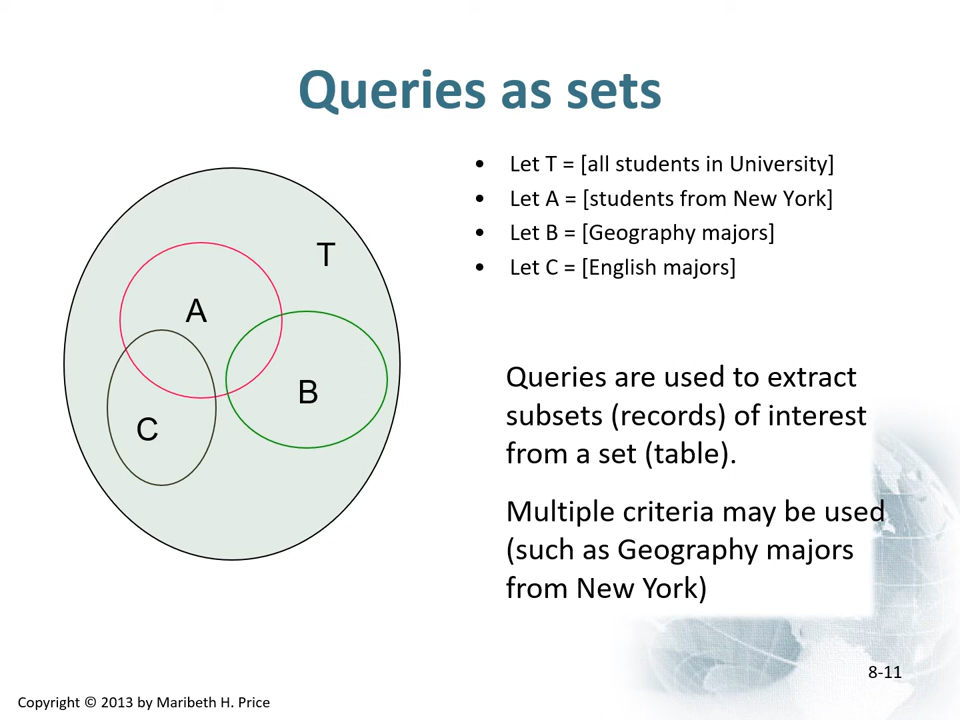 Queries as sets
• Let T = [all students in University]
• Let A = [students from New York]
• Let B = [Geography majors]
• Let C = [English majors]
T
A
B
C
Queries are used to extract
subsets (records) of interest
from a set (table).
Multiple criteria may be used
(such as Geography majors
from New York)
8-11
Copyright © 2013 by Maribeth H. Price